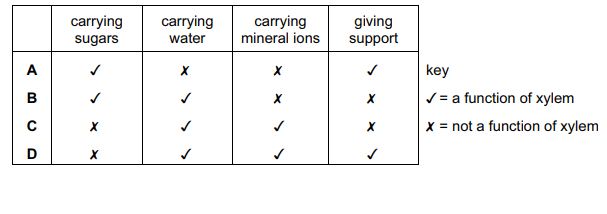 carrying sugars carrying water carrying mineral ions giving support
A ✓ ✗ ✗ ✓
B ✓ ✓ ✗ ✗
C ✗ ✓ ✓ ✗
D ✗ ✓ ✓ ✓
key
✓ = a function of xylem
✗ = not a function of xylem